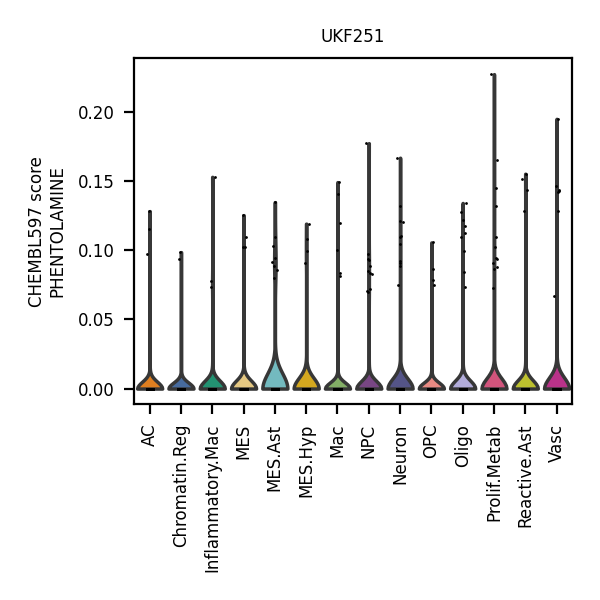 UKF251
CHEMBL597 score
PHENTOLAMINE
0.20
0.15
0.10
0.05
0.00
AC
Chromatin.Reg
Inflammatory.Mac
MES
MES.Ast
MES.Hyp
Mac
NPC
Neuron
OPC
Oligo
Prolif.Metab
Reactive.Ast
Vasc